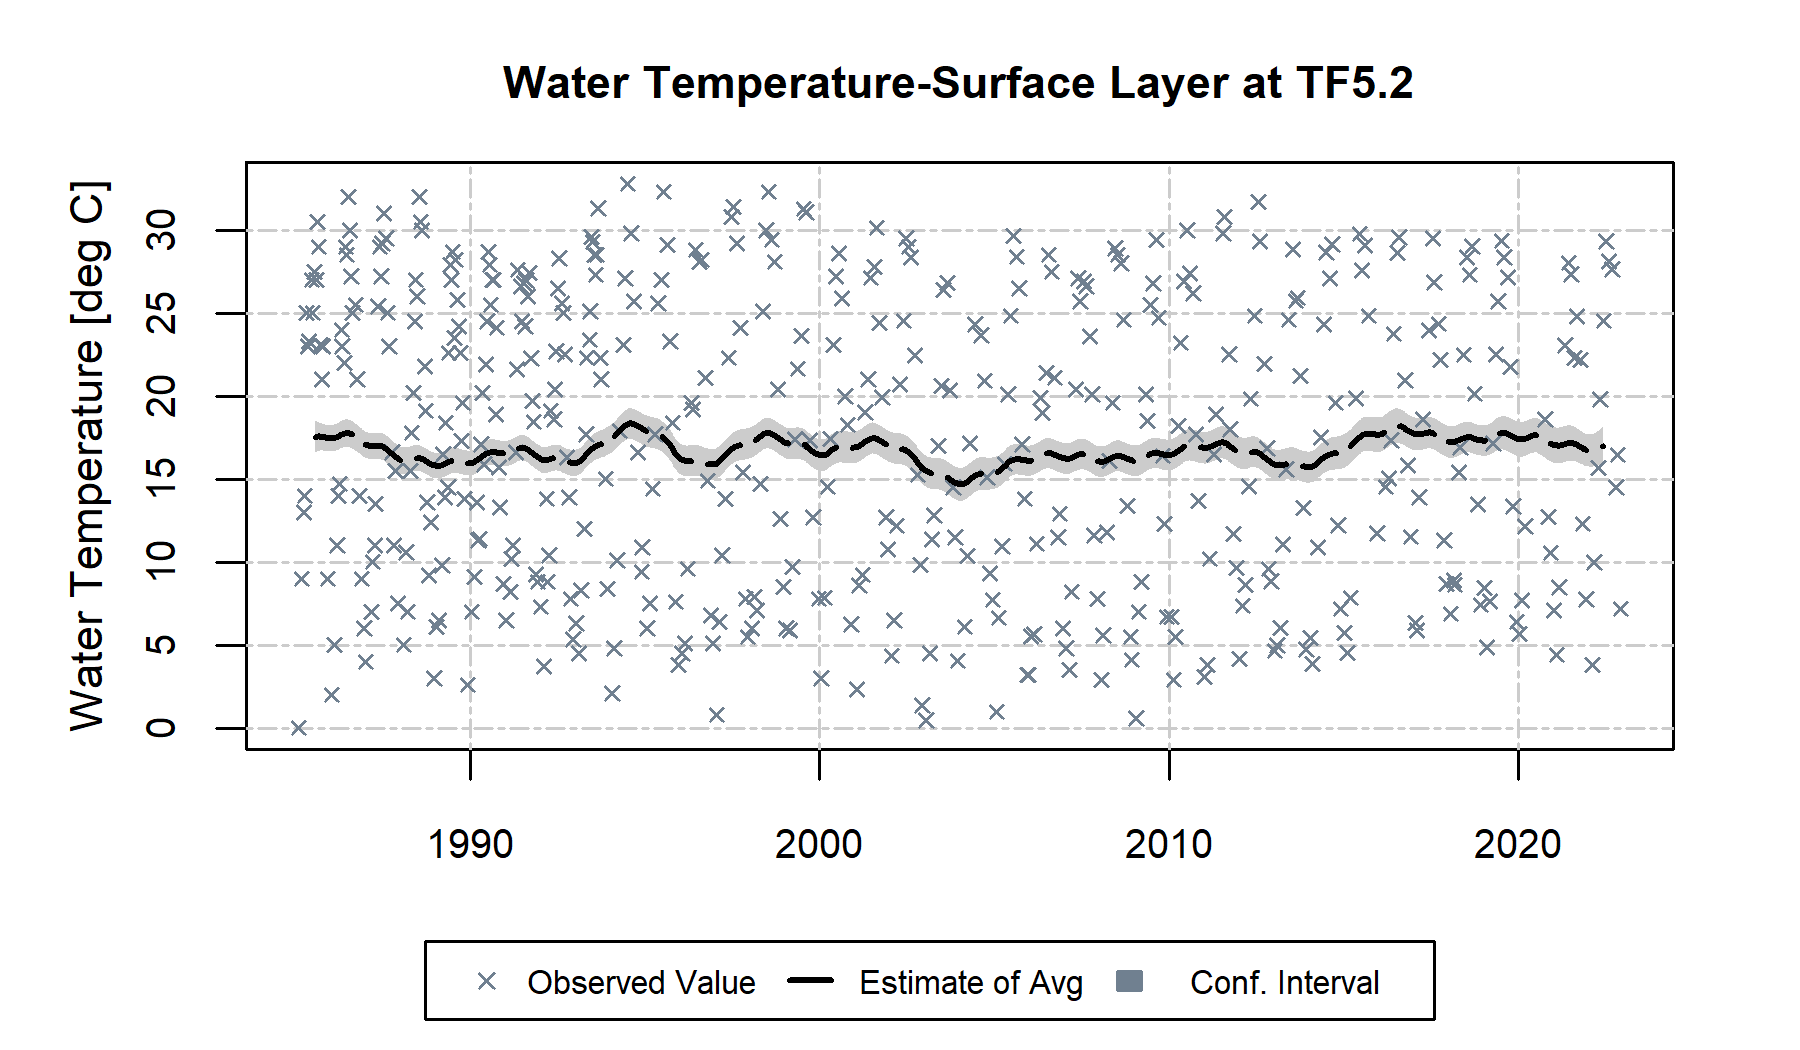 Water Temperature-Surface Layer at TF5.2
Water Temperature [deg C]
30
25
20
15
10
5
0
1990 2000 2010 2020
Observed Value Estimate of Avg Conf. Interval